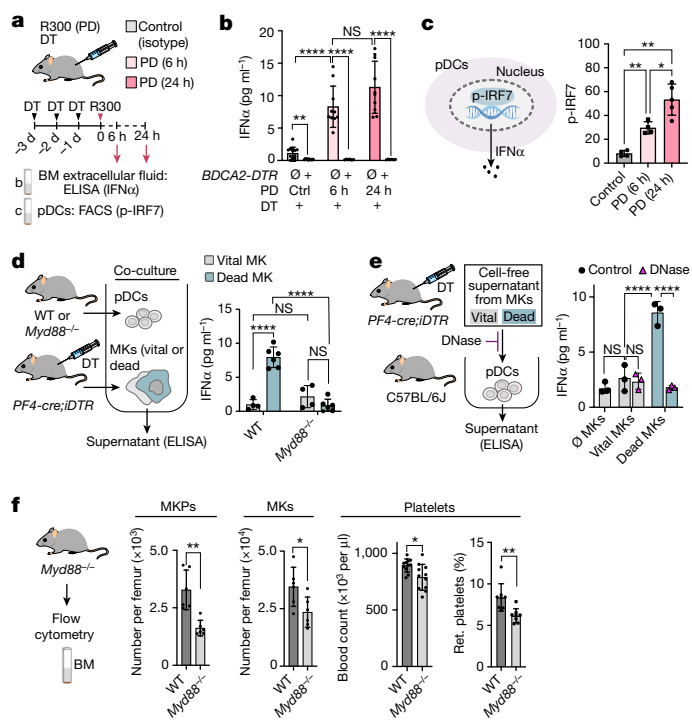 a
R300 (PD)
DT
Control
(isotype)
PD (6 h)
PD (24 h)
DT DT DT R300
−3 d −2 d −1 d 0 6 h 24 h
b BM extracellular fluid:
ELISA (IFNα)
c pDCs: FACS (p-IRF7)
b
IFNα (pg ml⁻¹)
20
15
10
5
0
NS
**** **** ****
**
BDCA2-DTR Ø + Ø + Ø +
PD Ctrl 6 h 24 h
DT + + +
c
pDCs
Nucleus
p-IRF7
IFNα
p-IRF7
100
80
60
40
20
0
**
** *
Control
PD (6 h)
PD (24 h)
d
Co-culture
pDCs
WT or
Myd88⁻/⁻
DT
MKs (vital or
dead
PF4-cre;iDTR
Supernatant (ELISA)
Vital MK
Dead MK
IFNα (pg ml⁻¹)
15
10
5
0
****
NS
****
NS
WT
Myd88⁻/⁻
e
DT
PF4-cre;iDTR
Cell-free
supernatant
from MKs
Vital Dead
DNase
pDCs
C57BL/6J
Supernatant
(ELISA)
Control DNase
IFNα (pg ml⁻¹)
10
5
0
**** ****
NS NS
Ø MKs
Vital MKs
Dead MKs
f
Myd88⁻/⁻
Flow
cytometry
BM
MKPs
Number per femur (×10³)
5.0
2.5
0
**
WT
Myd88⁻/⁻
MKs
Number per femur (×10⁴)
5.0
2.5
0
*
WT
Myd88⁻/⁻
Platelets
Blood count (×10³ per µl)
1,000
500
0
*
WT
Myd88⁻/⁻
Ret. platelets (%)
15
10
5
0
**
WT
Myd88⁻/⁻